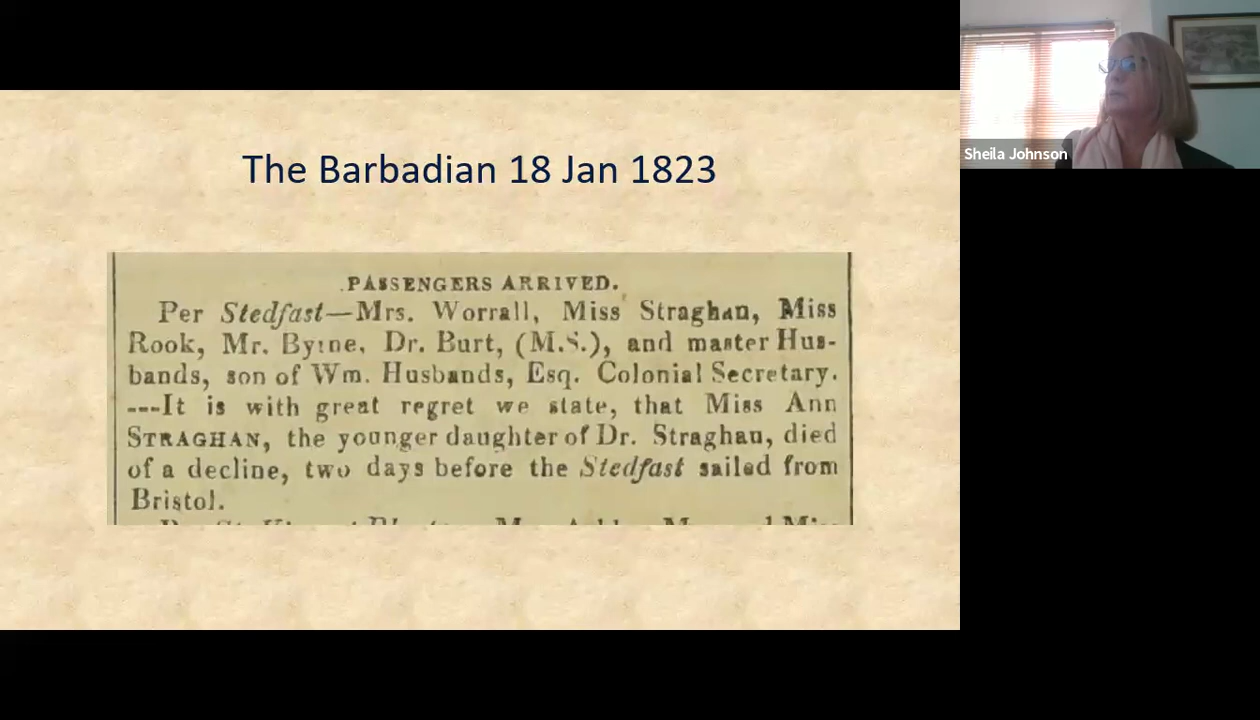 The Barbadian 18 Jan 1823
PASSENGERS ARRIVED.
Per Stedfast—Mrs. Worrall, Miss Straghan, Miss
Rook, Mr. Byrne, Dr. Burt, (M.S.), and master Hus-
bands, son of Wm. Husbands, Esq. Colonial Secretary.
---It is with great regret we state, that Miss Ann
STRAGHAN, the younger daughter of Dr. Straghan, died
of a decline, two days before the Stedfast sailed from
Bristol.
Sheila Johnson